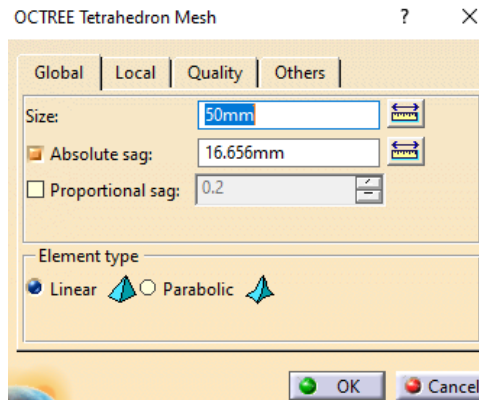 OCTREE Tetrahedron Mesh ? ×
Global Local Quality Others
Size: 50mm
Absolute sag: 16.656mm
Proportional sag: 0.2
Element type
Linear Parabolic
OK Cancel